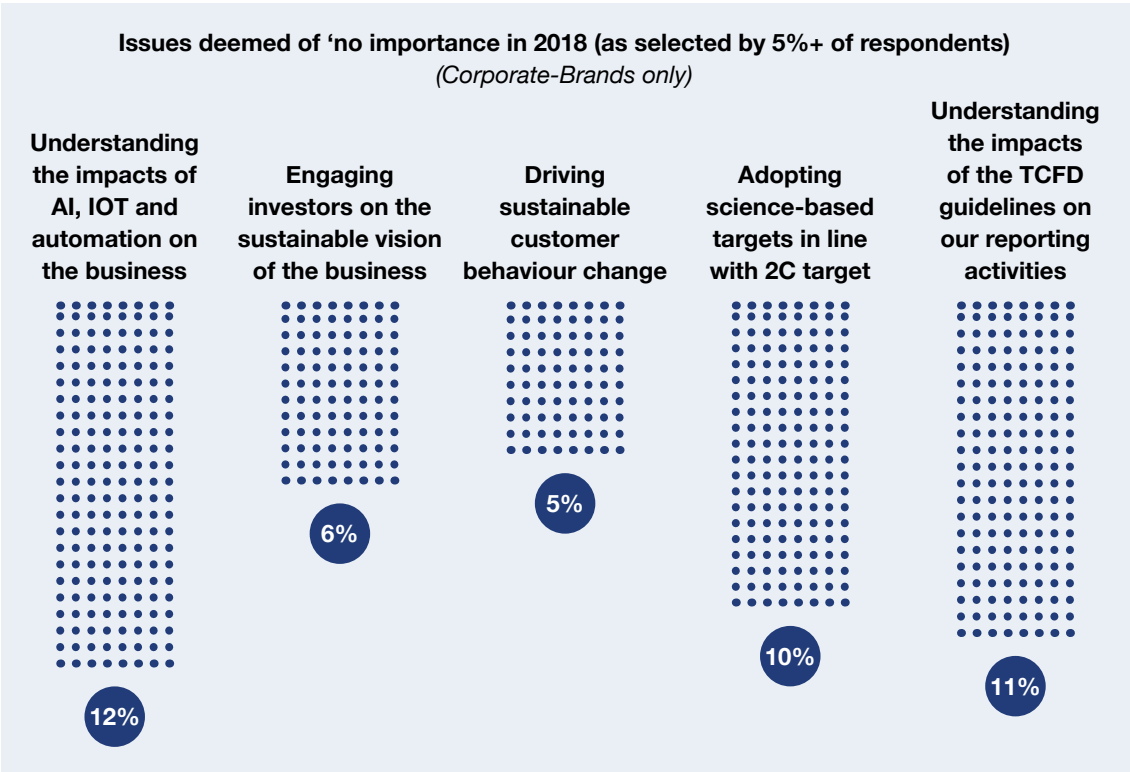 Issues deemed of ‘no importance in 2018 (as selected by 5%+ of respondents)
(Corporate-Brands only)
Understanding
the impacts of
AI, IOT and
automation on
the business
12%
Engaging
investors on the
sustainable vision
of the business
6%
Driving
sustainable
customer
behaviour change
5%
Adopting
science-based
targets in line
with 2C target
10%
Understanding
the impacts
of the TCFD
guidelines on
our reporting
activities
11%